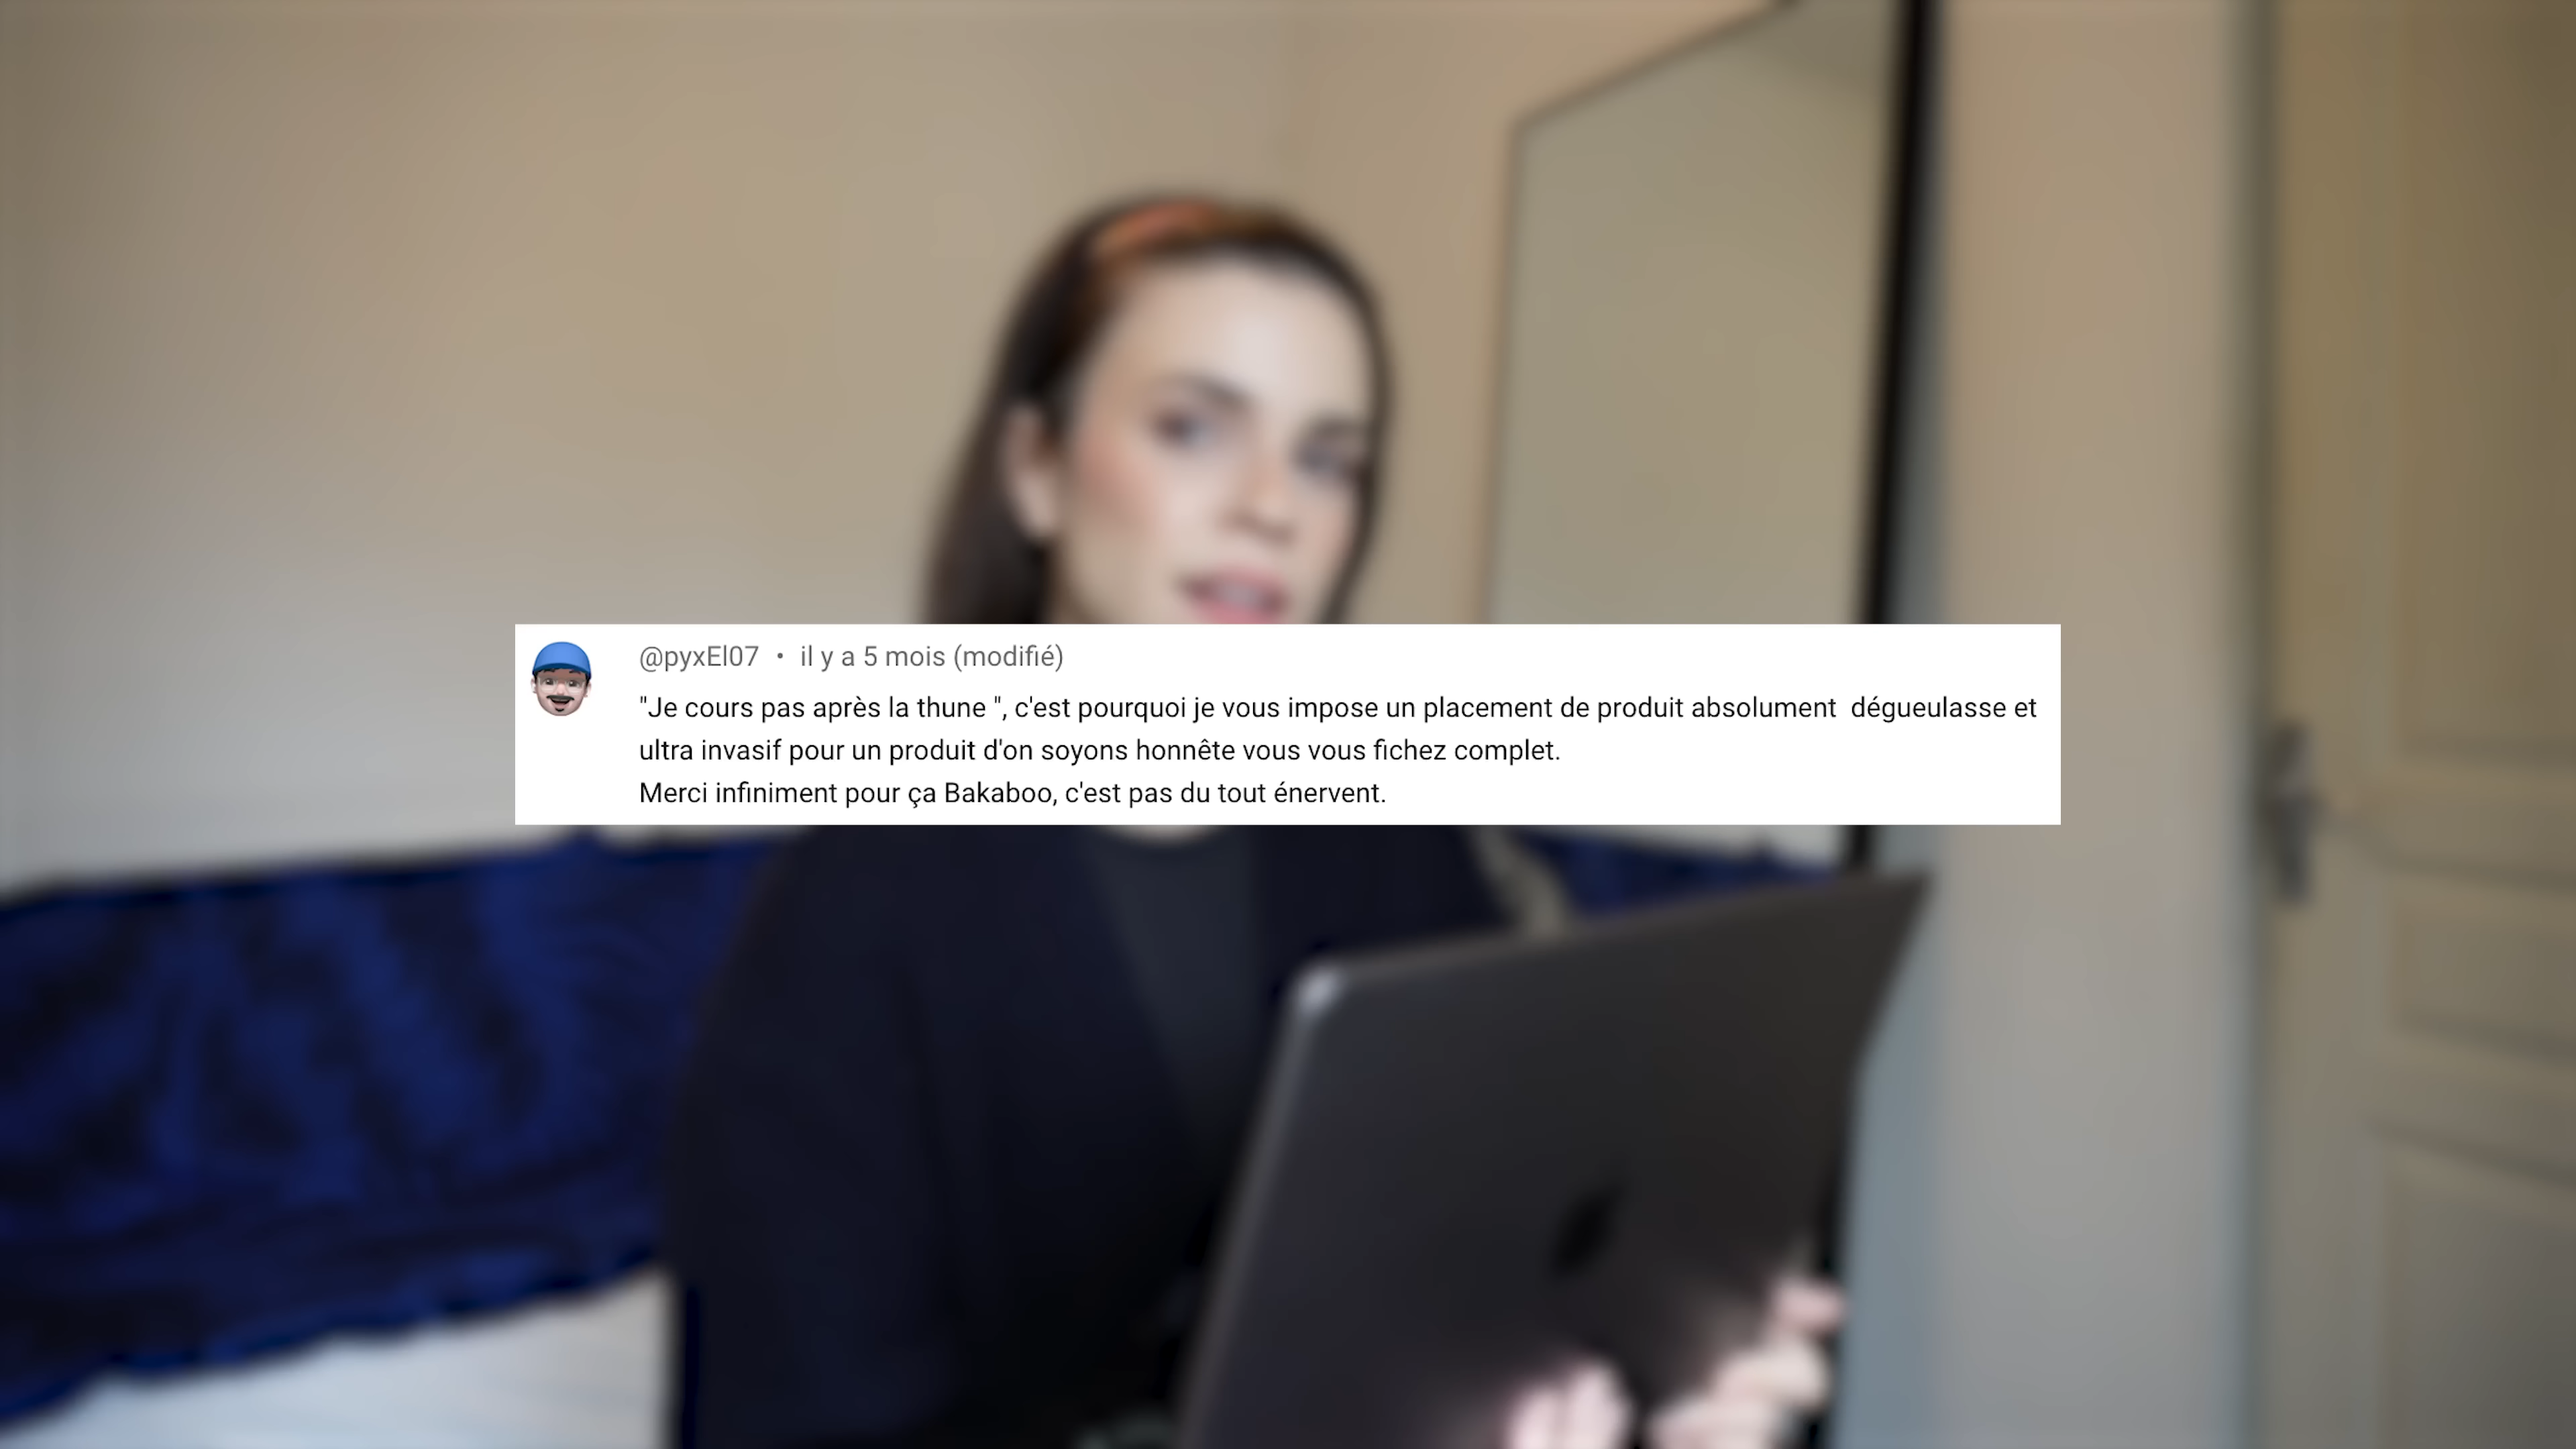 @pyxEl07 • il y a 5 mois (modifié)
"Je cours pas après la thune ", c'est pourquoi je vous impose un placement de produit absolument  dégueulasse et
ultra invasif pour un produit d'on soyons honnête vous vous fichez complet.
Merci infiniment pour ça Bakaboo, c'est pas du tout énervent.